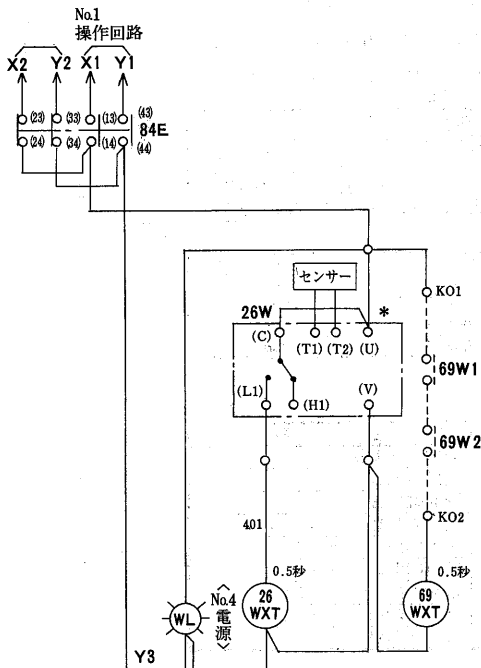 No.1
操作回路
X2 Y2 X1 Y1
(23) (33) (13) (43)
84E
(24) (34) (14) (44)
センサー
26W
*
KO1
(C) (T1) (T2) (U)
69W1
(L1) (H1) (V)
69W2
KO2
401
0.5秒 0.5秒
26
WXT
69
WXT
WL
〈No.4電源〉
Y3